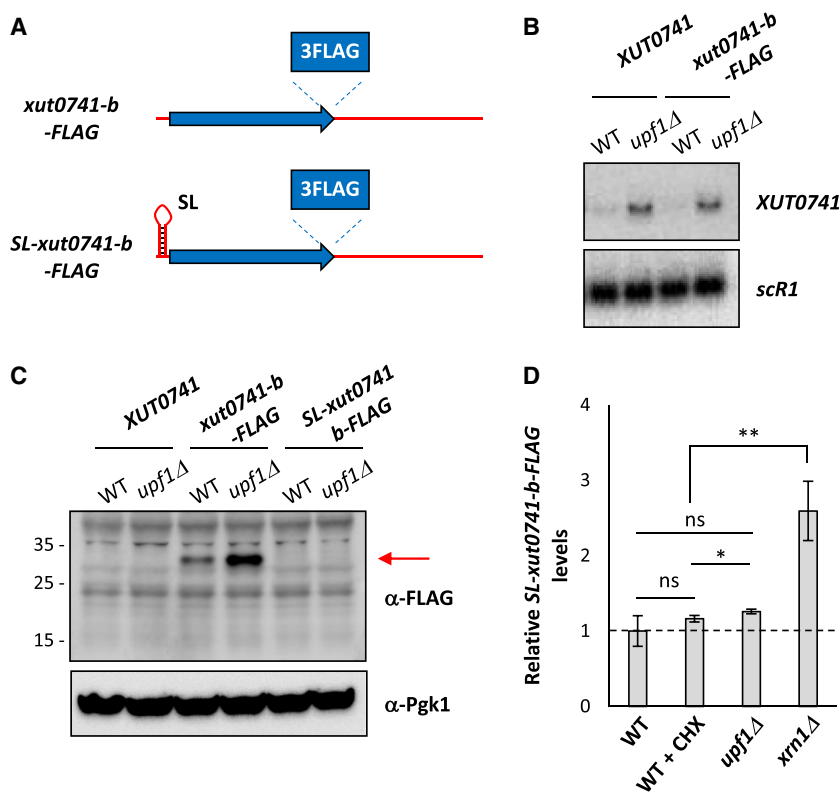 A
3FLAG
xut0741-b
-FLAG
3FLAG
SL
SL-xut0741-b
-FLAG
B
XUT0741
xut0741-b
-FLAG
WT
upf1Δ
WT
upf1Δ
XUT0741
scR1
C
XUT0741
xut0741-b
-FLAG
SL-xut0741
b-FLAG
WT
upf1Δ
WT
upf1Δ
WT
upf1Δ
35 -
25 -
15 -
α-FLAG
α-Pgk1
D
Relative SL-xut0741-b-FLAG
levels
4
3
2
1
0
**
ns
*
ns
WT
WT + CHX
upf1Δ
xrn1Δ